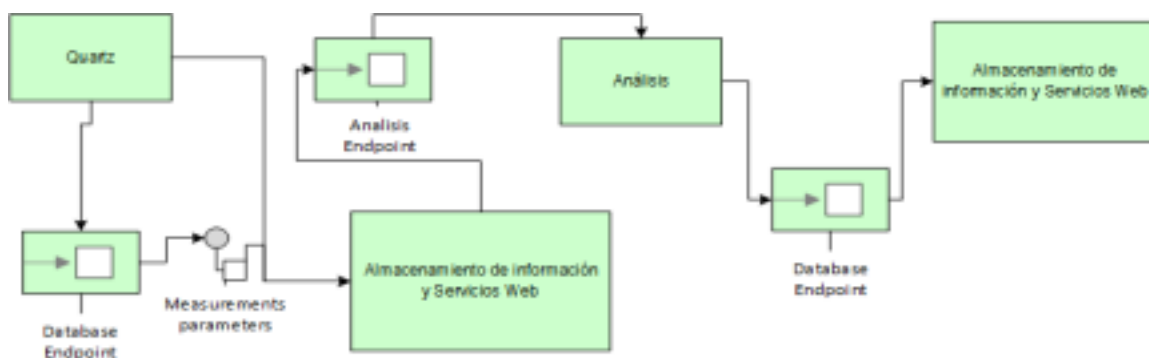 Quartz
Analisis
Endpoint
Análisis
Almacenamiento de
información y Servicios Web
Database
Endpoint
Measurements
parameters
Almacenamiento de información
y Servicios Web
Database
Endpoint